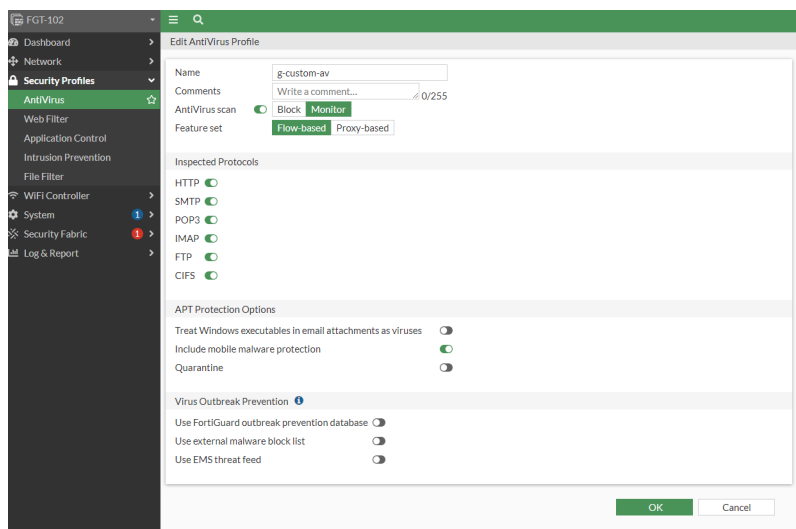 FGT-102
Dashboard
Network
Security Profiles
AntiVirus
Web Filter
Application Control
Intrusion Prevention
File Filter
WiFi Controller
System 1
Security Fabric 1
Log & Report
Edit AntiVirus Profile
Name g-custom-av
Comments Write a comment... 0/255
AntiVirus scan Block Monitor
Feature set Flow-based Proxy-based
Inspected Protocols
HTTP
SMTP
POP3
IMAP
FTP
CIFS
APT Protection Options
Treat Windows executables in email attachments as viruses
Include mobile malware protection
Quarantine
Virus Outbreak Prevention
Use FortiGuard outbreak prevention database
Use external malware block list
Use EMS threat feed
OK Cancel